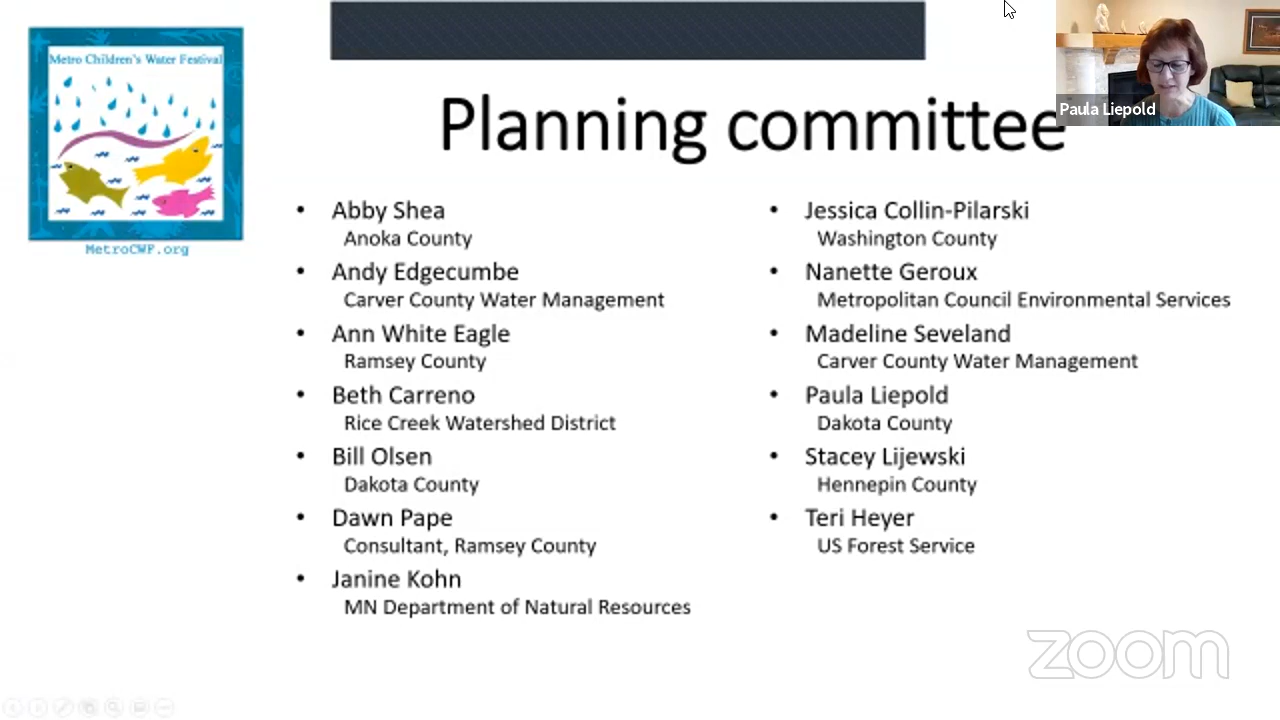 Metro Children's Water Festival
MetroCWF.org
Paula Liepold
Planning committee
• Abby Shea
Anoka County
• Andy Edgecumbe
Carver County Water Management
• Ann White Eagle
Ramsey County
• Beth Carreno
Rice Creek Watershed District
• Bill Olsen
Dakota County
• Dawn Pape
Consultant, Ramsey County
• Janine Kohn
MN Department of Natural Resources
• Jessica Collin-Pilarski
Washington County
• Nanette Geroux
Metropolitan Council Environmental Services
• Madeline Seveland
Carver County Water Management
• Paula Liepold
Dakota County
• Stacey Lijewski
Hennepin County
• Teri Heyer
US Forest Service
zoom